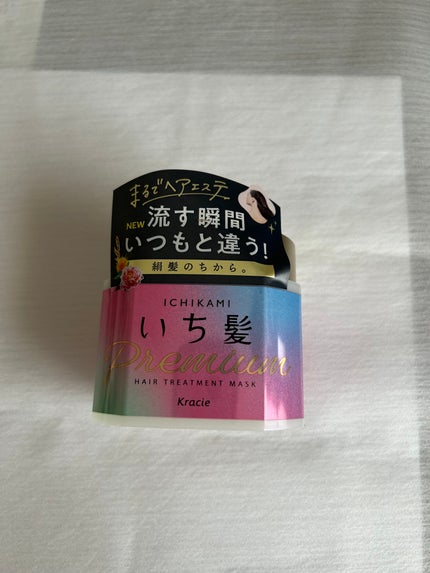 まるでヘアエステ
NEW 流す瞬間
いつもと違う!
絹髪のちから。
ICHIKAMI
いち髪
Premium
HAIR TREATMENT MASK
Kracie